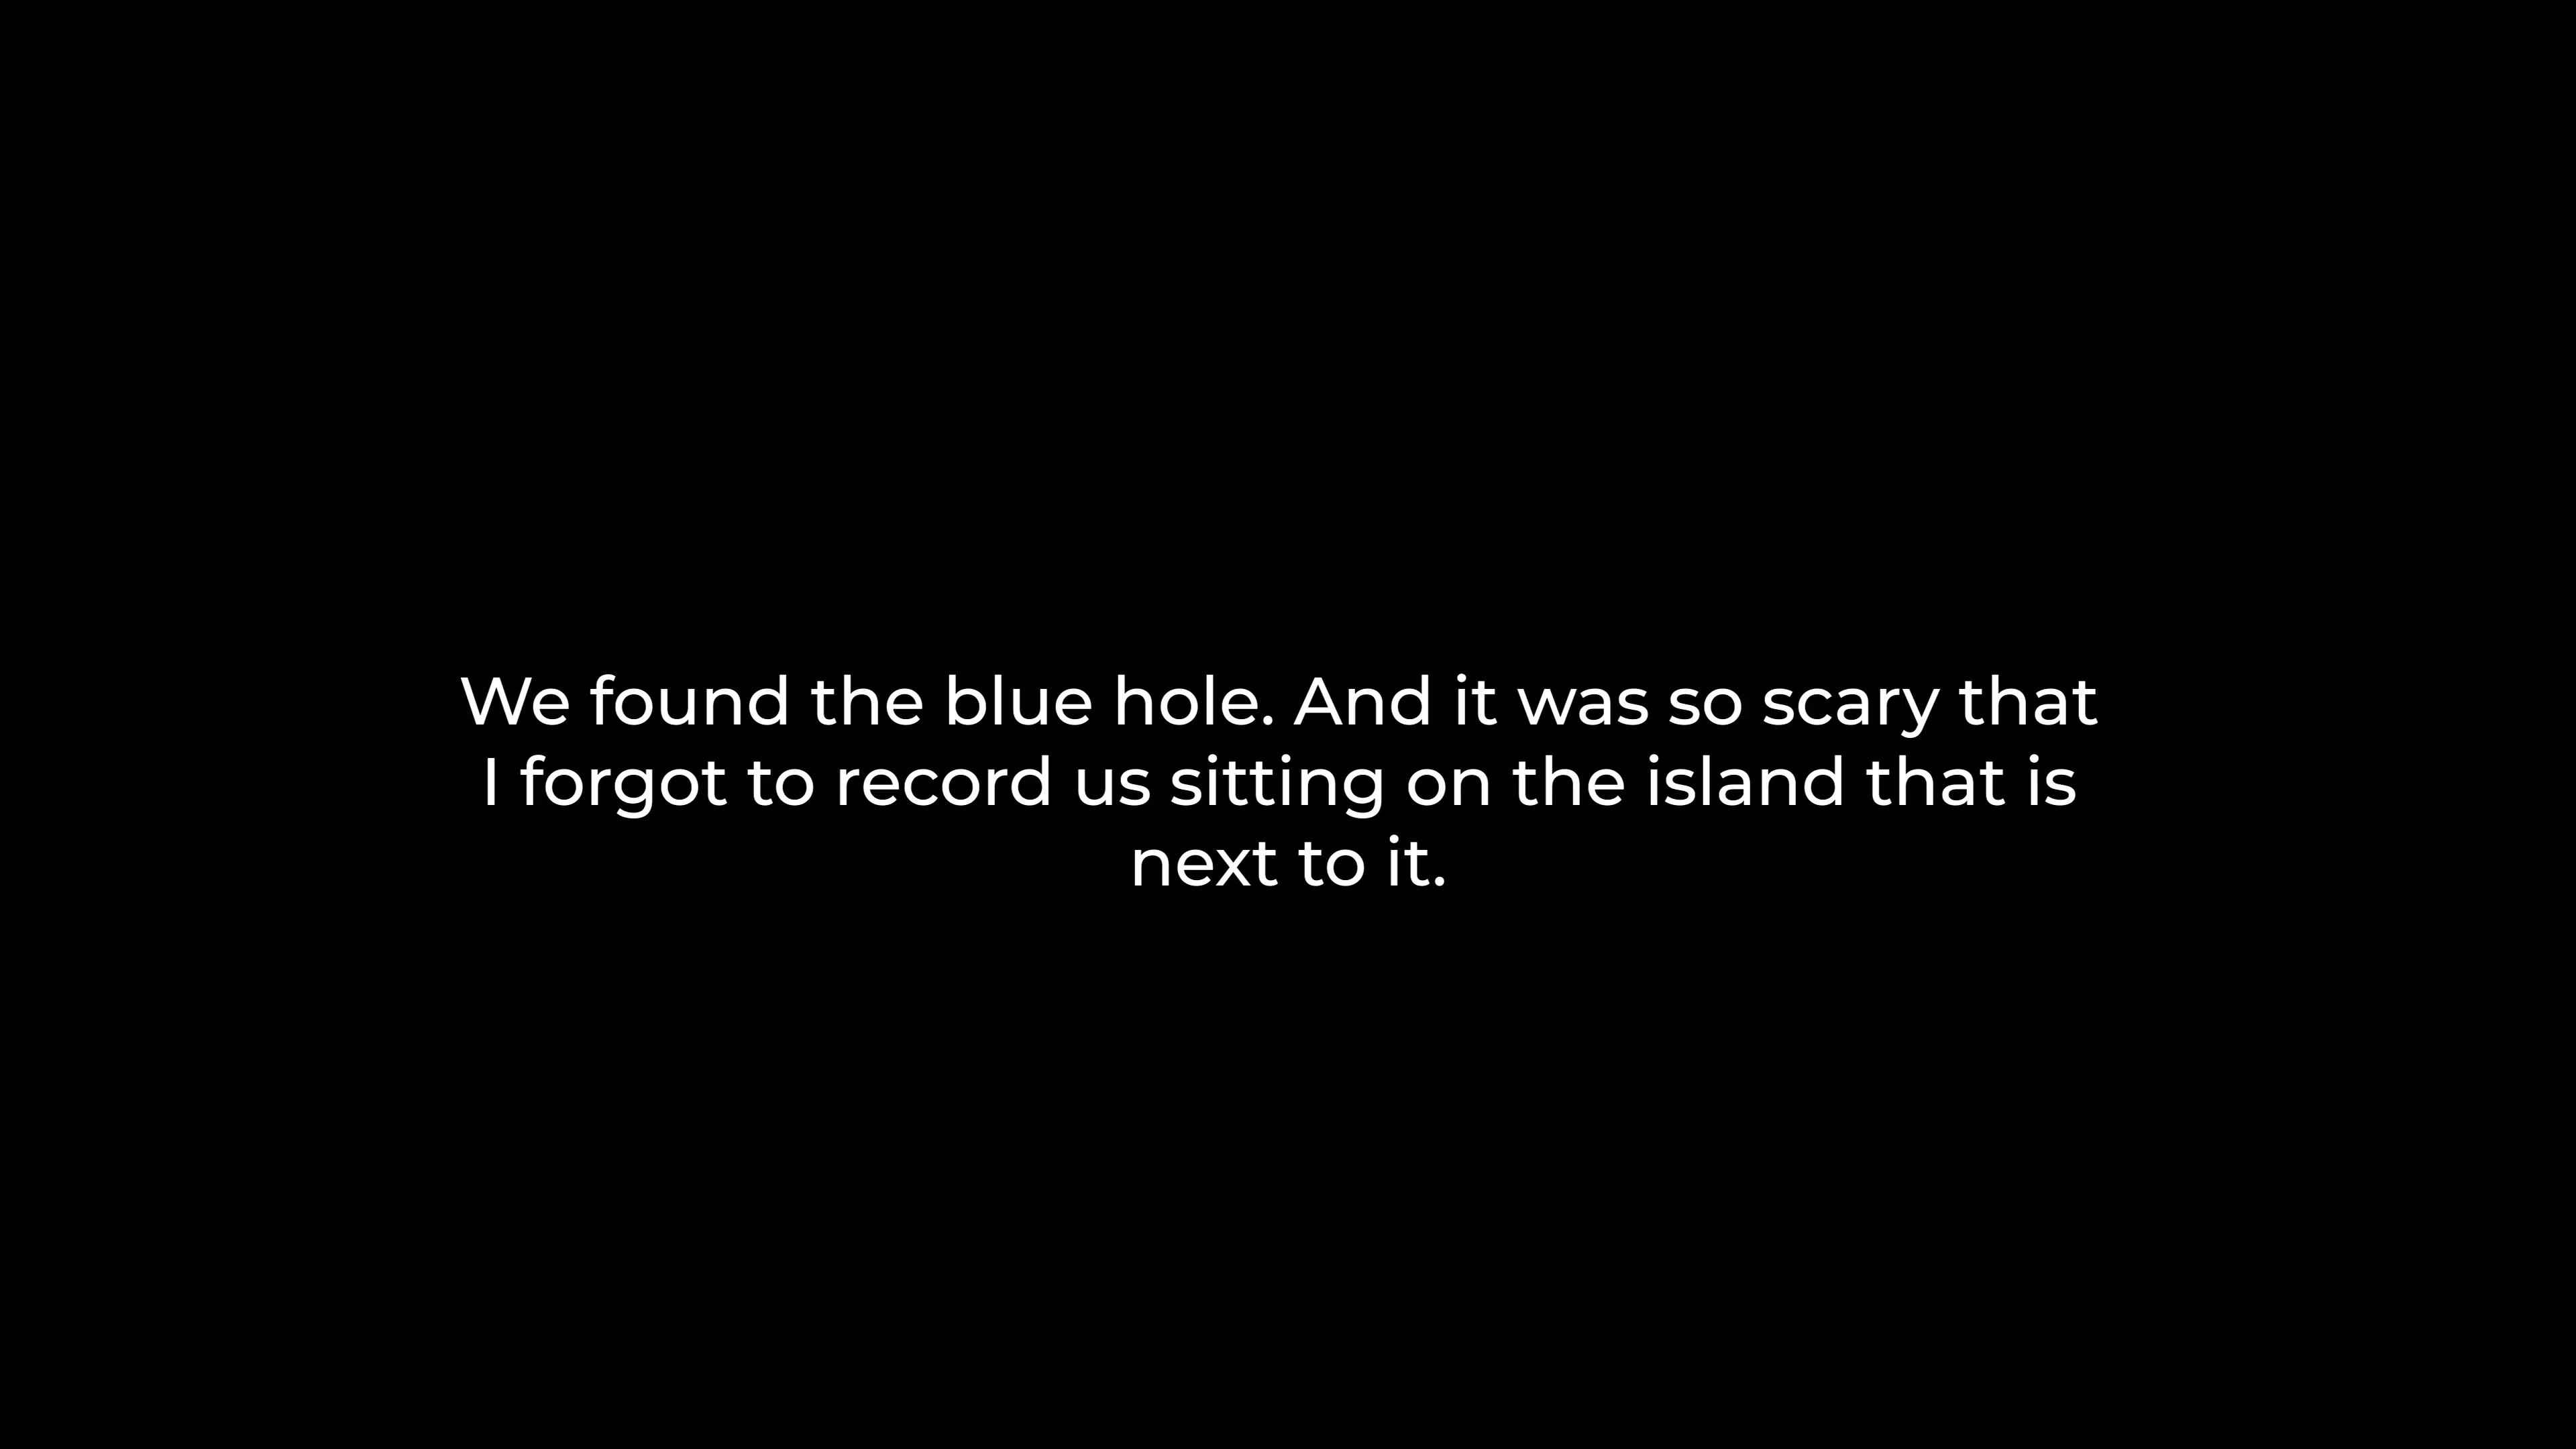 We found the blue hole. And it was so scary that
I forgot to record us sitting on the island that is
next to it.